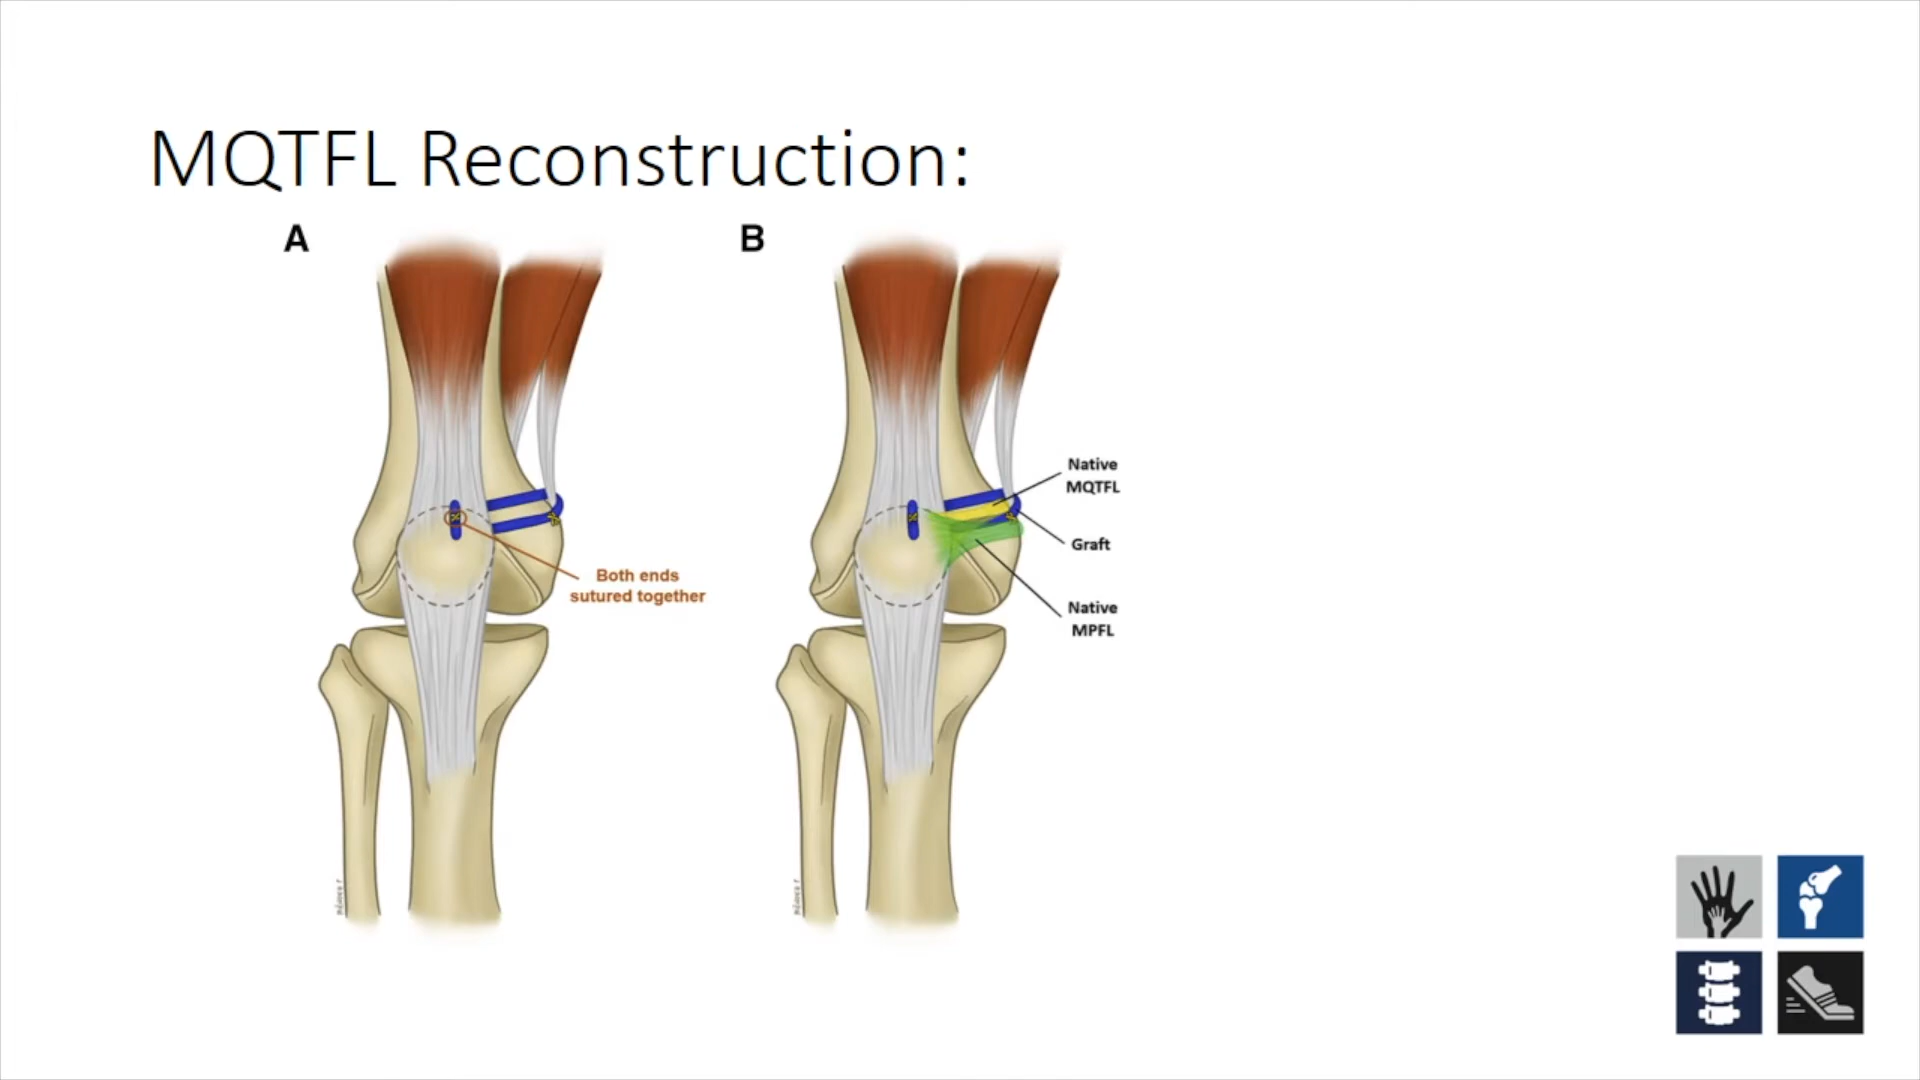 MQTFL Reconstruction:
A
B
Both ends
sutured together
Native
MQTFL
Graft
Native
MPFL